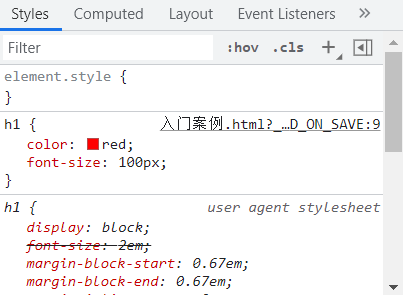 Styles Computed Layout Event Listeners »
Filter :hov .cls +
element.style {
}
h1 { 入门案例.html?_…D_ON_SAVE:9
color: red;
font-size: 100px;
}
h1 { user agent stylesheet
display: block;
font-size: 2em;
margin-block-start: 0.67em;
margin-block-end: 0.67em;